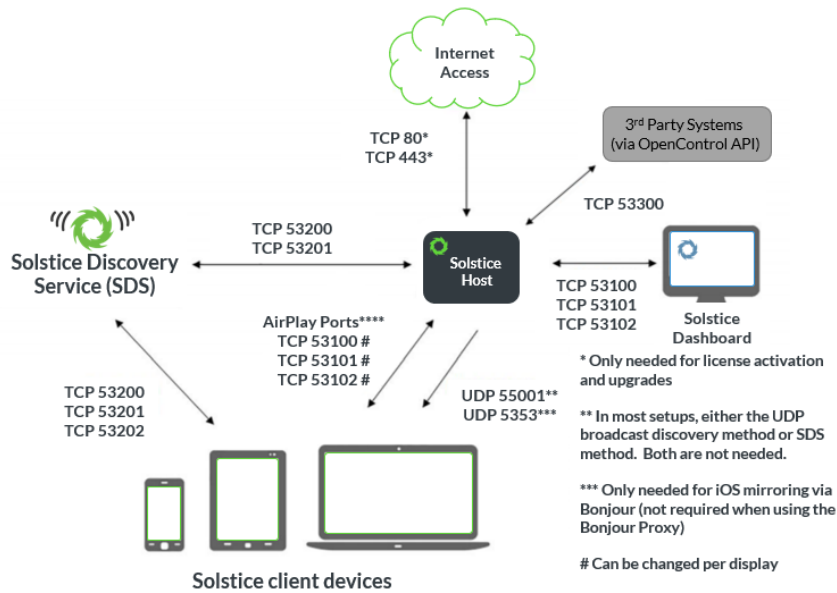 Internet
Access
TCP 80*
TCP 443*
3rd Party Systems
(via OpenControl API)
TCP 53300
Solstice Discovery
Service (SDS)
TCP 53200
TCP 53201
Solstice
Host
TCP 53100
TCP 53101
TCP 53102
Solstice
Dashboard
AirPlay Ports****
TCP 53100 #
TCP 53101 #
TCP 53102 #
UDP 55001**
UDP 5353***
TCP 53200
TCP 53201
TCP 53202
Solstice client devices
* Only needed for license activation
and upgrades
** In most setups, either the UDP
broadcast discovery method or SDS
method. Both are not needed.
*** Only needed for iOS mirroring via
Bonjour (not required when using the
Bonjour Proxy)
# Can be changed per display